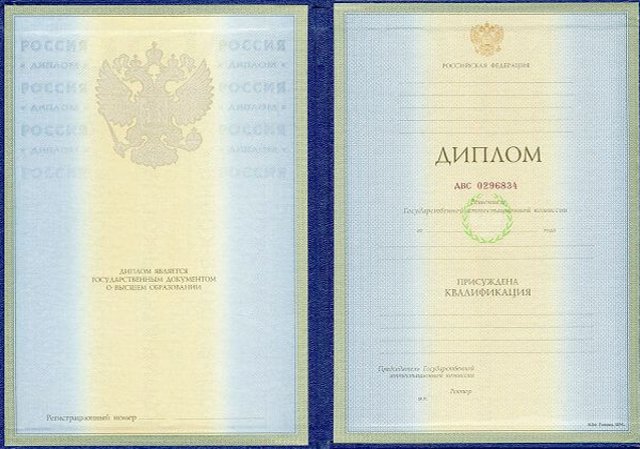 РОССИЯ РОССИЯ
ДИПЛОМ ДИПЛОМ
РОССИЯ РОССИЯ
ДИПЛОМ ДИПЛОМ
РОССИЯ РОССИЯ
ДИПЛОМ ДИПЛОМ
РОССИЯ РОССИЯ
ДИПЛОМ ЯВЛЯЕТСЯ
ГОСУДАРСТВЕННЫМ ДОКУМЕНТОМ
О ВЫСШЕМ ОБРАЗОВАНИИ
Регистрационный номер
РОССИЙСКАЯ ФЕДЕРАЦИЯ
ДИПЛОМ
АВС 0296834
Решением
Государственной аттестационной комиссии
от года
ПРИСУЖДЕНА
КВАЛИФИКАЦИЯ
Председатель Государственной
аттестационной комиссии
Ректор
М.П.